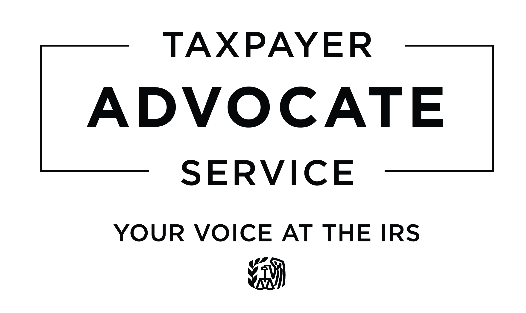 TAXPAYER
ADVOCATE
SERVICE
YOUR VOICE AT THE IRS